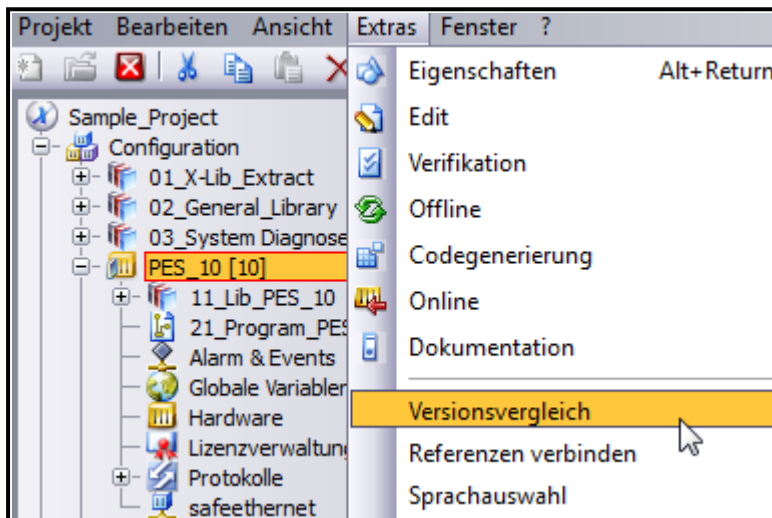 Projekt Bearbeiten Ansicht Extras Fenster ?
Eigenschaften Alt+Return
Edit
Verifikation
Offline
Codegenerierung
Online
Dokumentation
Versionsvergleich
Referenzen verbinden
Sprachauswahl
Sample_Project
Configuration
01_X-Lib_Extract
02_General_Library
03_System Diagnose
PES_10 [10]
11_Lib_PES_10
21_Program_PES
Alarm & Events
Globale Variablen
Hardware
Lizenzverwaltung
Protokolle
safeethernet